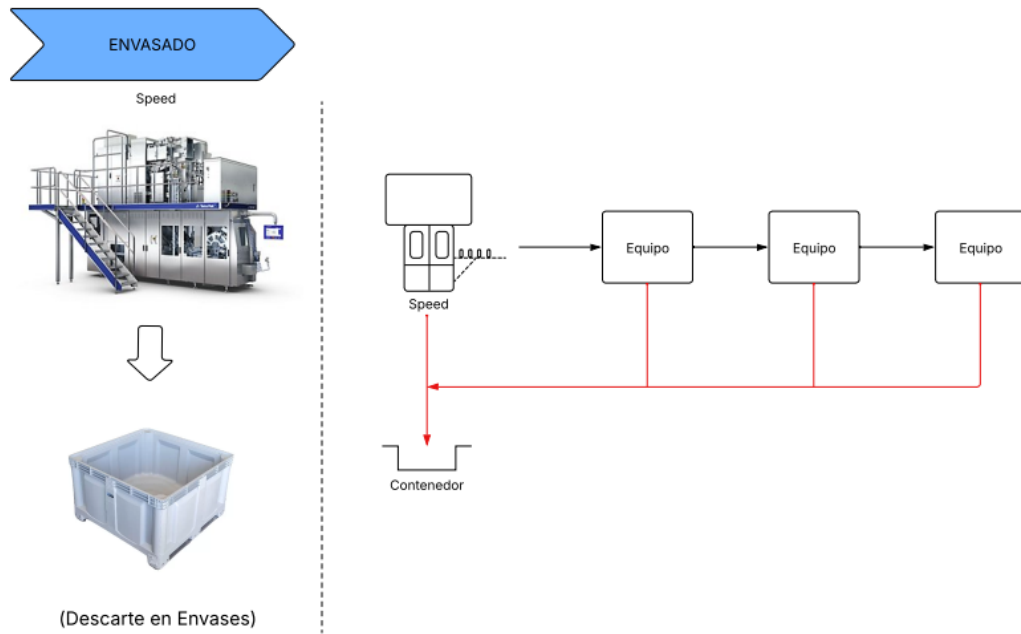 ENVASADO
Speed
Equipo
Equipo
Equipo
Speed
Contenedor
(Descarte en Envases)